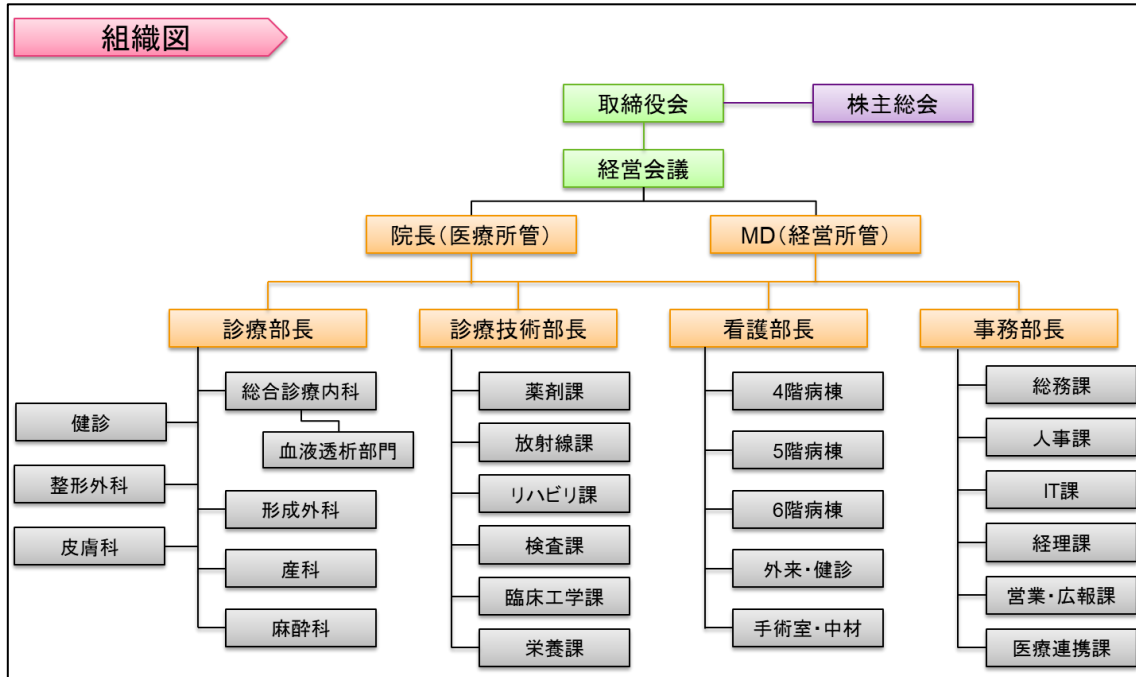 組織図
取締役会
株主総会
経営会議
院長(医療所管)
MD(経営所管)
診療部長
診療技術部長
看護部長
事務部長
健診
整形外科
皮膚科
総合診療内科
血液透析部門
形成外科
産科
麻酔科
薬剤課
放射線課
リハビリ課
検査課
臨床工学課
栄養課
4階病棟
5階病棟
6階病棟
外来・健診
手術室・中材
総務課
人事課
IT課
経理課
営業・広報課
医療連携課